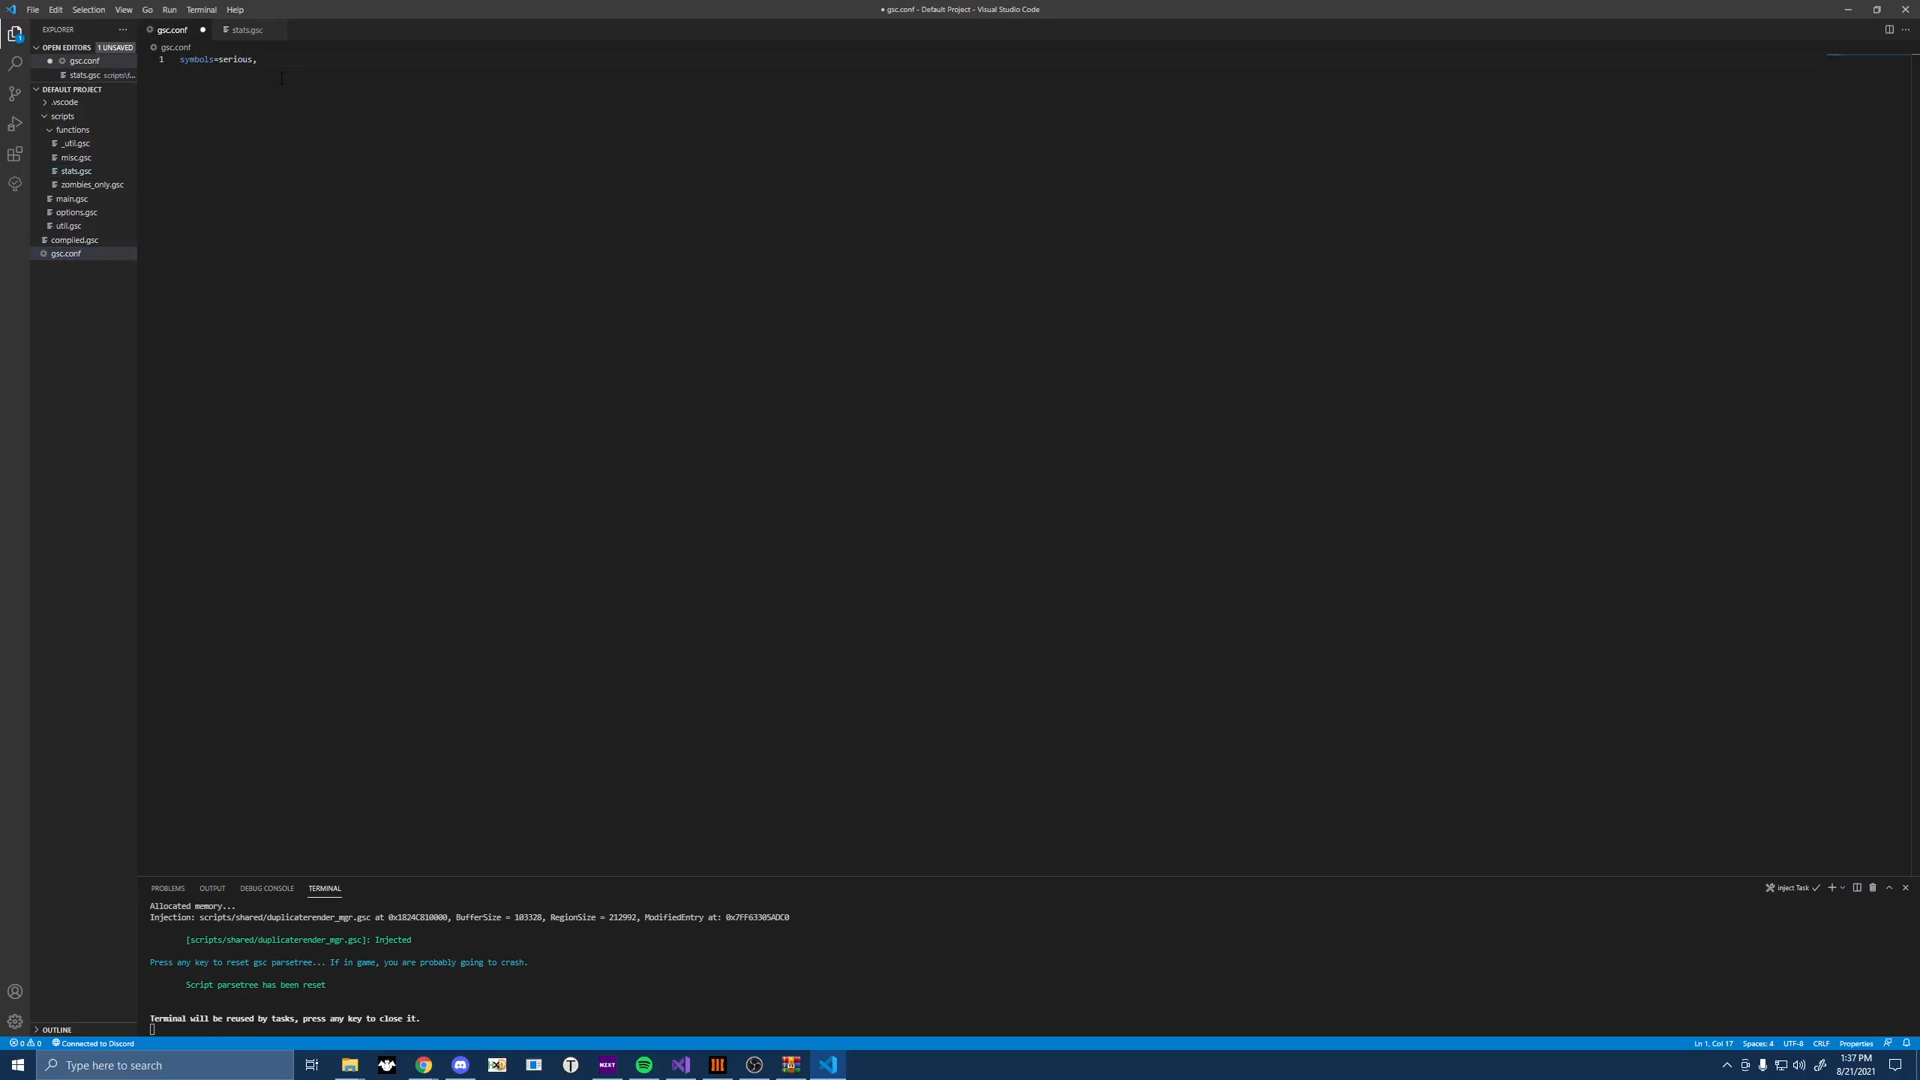 File Edit Selection View Go Run Terminal Help
● gsc.conf - Default Project - Visual Studio Code
EXPLORER
OPEN EDITORS 1 UNSAVED
gsc.conf
stats.gsc scripts\f...
DEFAULT PROJECT
.vscode
scripts
functions
_util.gsc
misc.gsc
stats.gsc
zombies_only.gsc
main.gsc
options.gsc
util.gsc
compiled.gsc
gsc.conf
OUTLINE
gsc.conf
stats.gsc
gsc.conf
1 symbols=serious,
PROBLEMS OUTPUT DEBUG CONSOLE TERMINAL
inject Task
Allocated memory...
Injection: scripts/shared/duplicaterender_mgr.gsc at 0x1824C810000, BufferSize = 103328, RegionSize = 212992, ModifiedEntry at: 0x7FF63305ADC0
[scripts/shared/duplicaterender_mgr.gsc]: Injected
Press any key to reset gsc parsetree... If in game, you are probably going to crash.
Script parsetree has been reset
Terminal will be reused by tasks, press any key to close it.
0 0 Connected to Discord
Ln 1, Col 17 Spaces: 4 UTF-8 CRLF Properties
Type here to search
NEXT
1:37 PM
8/21/2021